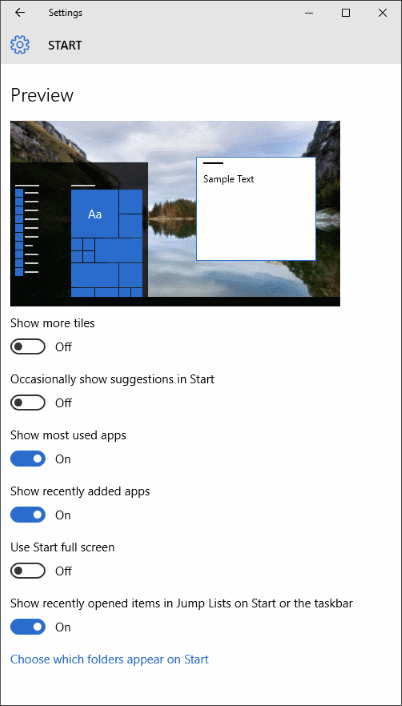 Settings
START
Preview
Aa
Sample Text
Show more tiles
Off
Occasionally show suggestions in Start
Off
Show most used apps
On
Show recently added apps
On
Use Start full screen
Off
Show recently opened items in Jump Lists on Start or the taskbar
On
Choose which folders appear on Start